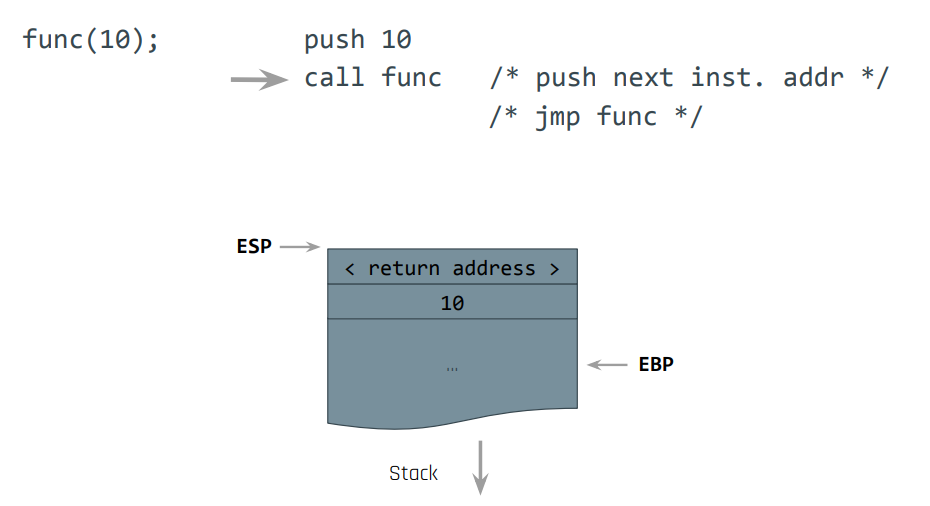 func(10); push 10
call func /* push next inst. addr */
/* jmp func */
ESP
< return address >
10
...
EBP
Stack